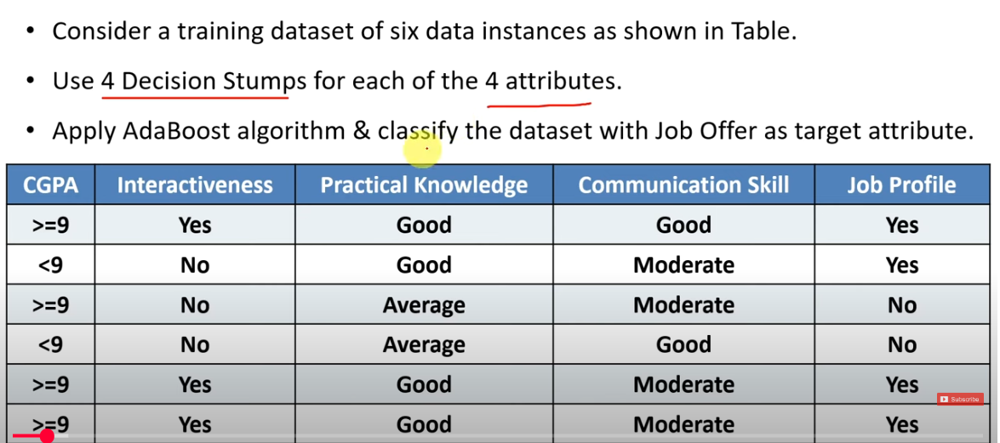 • Consider a training dataset of six data instances as shown in Table.
• Use 4 Decision Stumps for each of the 4 attributes.
• Apply AdaBoost algorithm & classify the dataset with Job Offer as target attribute.
CGPA Interactiveness Practical Knowledge Communication Skill Job Profile
>=9 Yes Good Good Yes
<9 No Good Moderate Yes
>=9 No Average Moderate No
<9 No Average Good No
>=9 Yes Good Moderate Yes
Subscribe
>=9 Yes Good Moderate Yes